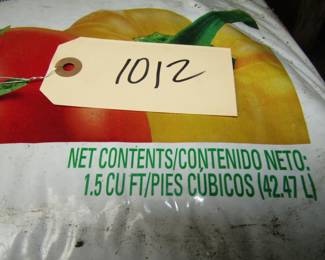 1012
NET CONTENTS/CONTENIDO NETO:
1.5 CU FT/PIES CÚBICOS (42.47 L)